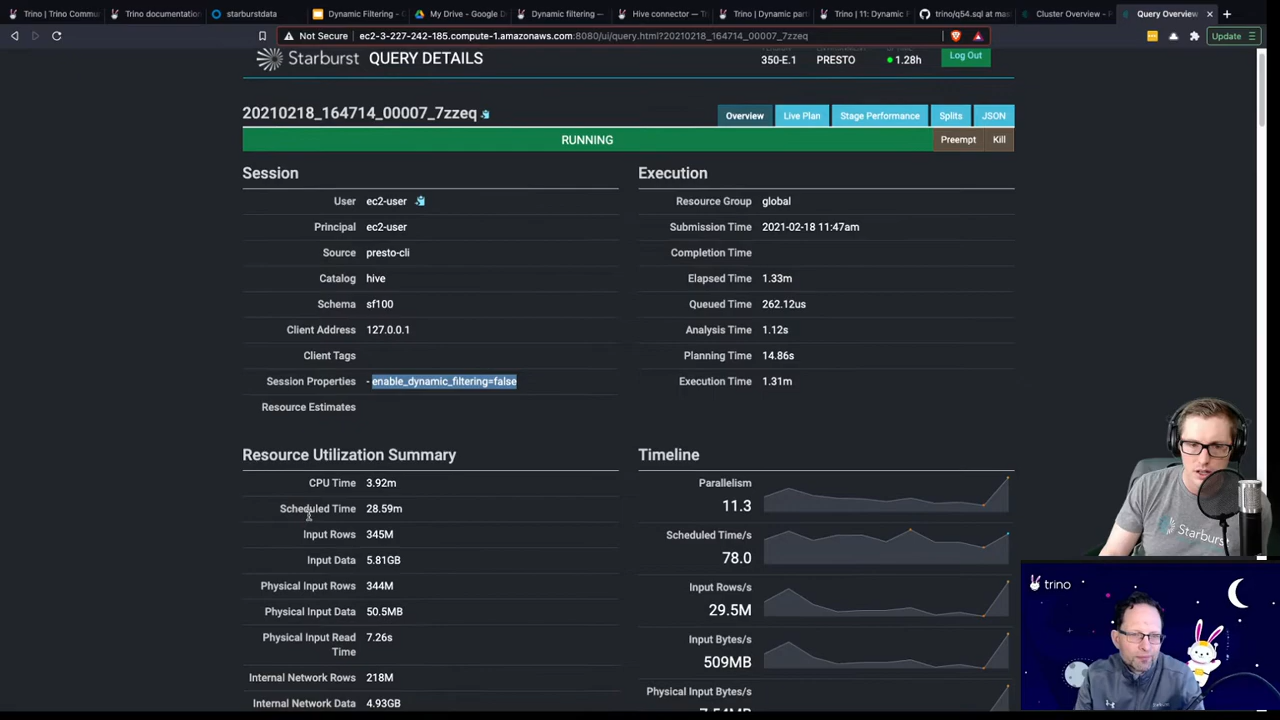 Trino | Trino Commu
Trino documentatio
starburstdata
Dynamic Filtering -
My Drive - Google D
Dynamic filtering —
Hive connector — T
Trino | Dynamic part
Trino | 11: Dynamic F
trino/q54.sql at mas
Cluster Overview - P
Query Overview
Not Secure | ec2-3-227-242-185.compute-1.amazonaws.com:8080/ui/query.html?20210218_164714_00007_7zzeq
Update
Starburst QUERY DETAILS
350-E.1 PRESTO 1.28h
Log Out
20210218_164714_00007_7zzeq
Overview Live Plan Stage Performance Splits JSON
RUNNING
Preempt Kill
Session
User ec2-user
Principal ec2-user
Source presto-cli
Catalog hive
Schema sf100
Client Address 127.0.0.1
Client Tags
Session Properties - enable_dynamic_filtering=false
Resource Estimates
Execution
Resource Group global
Submission Time 2021-02-18 11:47am
Completion Time
Elapsed Time 1.33m
Queued Time 262.12us
Analysis Time 1.12s
Planning Time 14.86s
Execution Time 1.31m
Resource Utilization Summary
CPU Time 3.92m
Scheduled Time 28.59m
Input Rows 345M
Input Data 5.81GB
Physical Input Rows 344M
Physical Input Data 50.5MB
Physical Input Read Time 7.26s
Internal Network Rows 218M
Internal Network Data 4.93GB
Timeline
Parallelism
11.3
Scheduled Time/s
78.0
Input Rows/s
29.5M
Input Bytes/s
509MB
Physical Input Bytes/s
Starburst
trino
Starburst